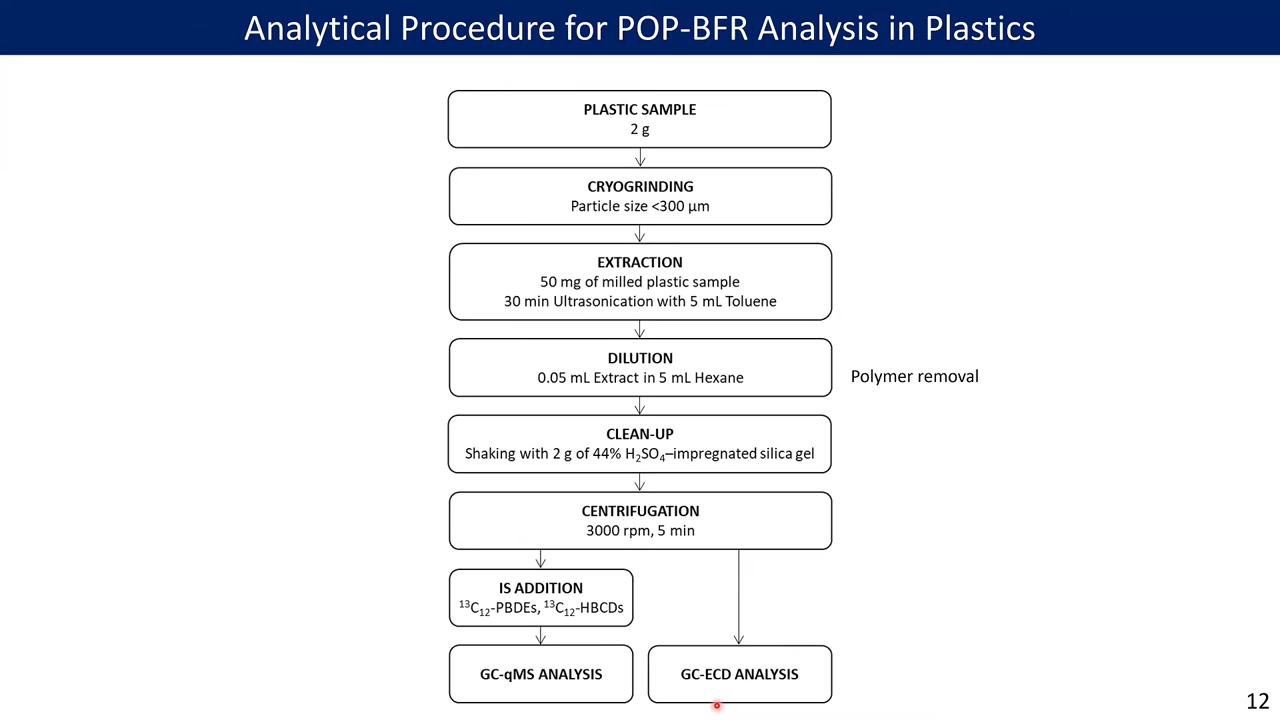 Analytical Procedure for POP-BFR Analysis in Plastics
PLASTIC SAMPLE
2 g
CRYOGRINDING
Particle size <300 µm
EXTRACTION
50 mg of milled plastic sample
30 min Ultrasonication with 5 mL Toluene
DILUTION
0.05 mL Extract in 5 mL Hexane
Polymer removal
CLEAN-UP
Shaking with 2 g of 44% H₂SO₄–impregnated silica gel
CENTRIFUGATION
3000 rpm, 5 min
IS ADDITION
¹³C₁₂-PBDEs, ¹³C₁₂-HBCDs
GC-qMS ANALYSIS
GC-ECD ANALYSIS
12